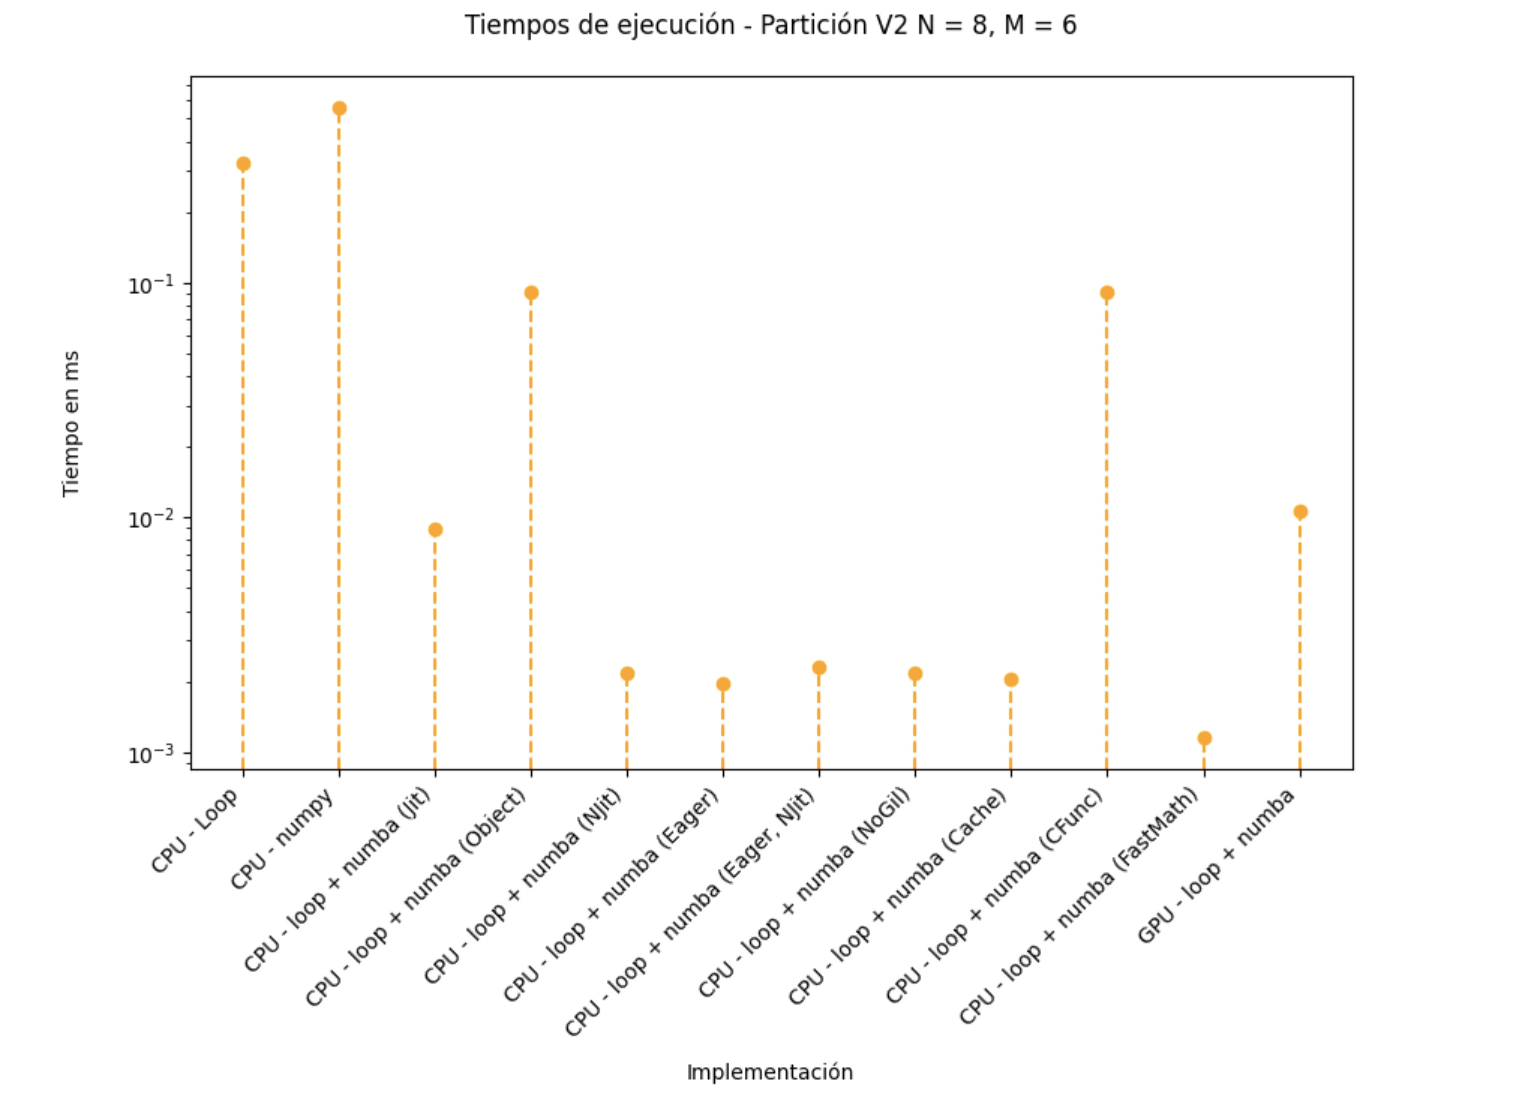 Tiempos de ejecución - Partición V2 N = 8, M = 6
Tiempo en ms
10⁻¹
10⁻²
10⁻³
CPU - Loop
CPU - numpy
CPU - loop + numba (Jit)
CPU - loop + numba (Object)
CPU - loop + numba (NJit)
CPU - loop + numba (Eager)
CPU - loop + numba (Eager, NJit)
CPU - loop + numba (NoGil)
CPU - loop + numba (Cache)
CPU - loop + numba (CFunc)
CPU - loop + numba (FastMath)
GPU - loop + numba
Implementación